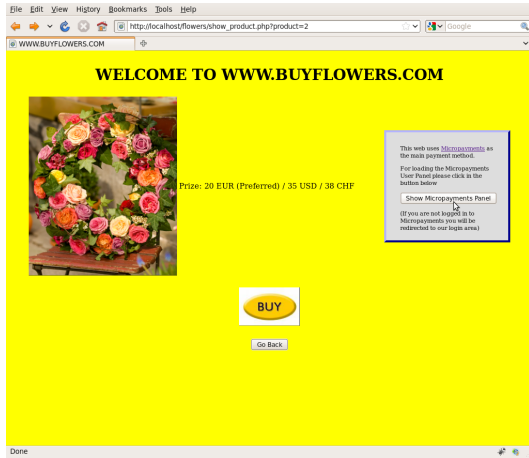 File Edit View History Bookmarks Tools Help
http://localhost/flowers/show_product.php?product=2
Google
WWW.BUYFLOWERS.COM
WELCOME TO WWW.BUYFLOWERS.COM
Prize: 20 EUR (Preferred) / 35 USD / 38 CHF
This web uses Micropayments as
the main payment method.
For loading the Micropayments
User Panel please click in the
button below
Show Micropayments Panel
(If you are not logged in to
Micropayments you will be
redirected to our login area)
BUY
Go Back
Done